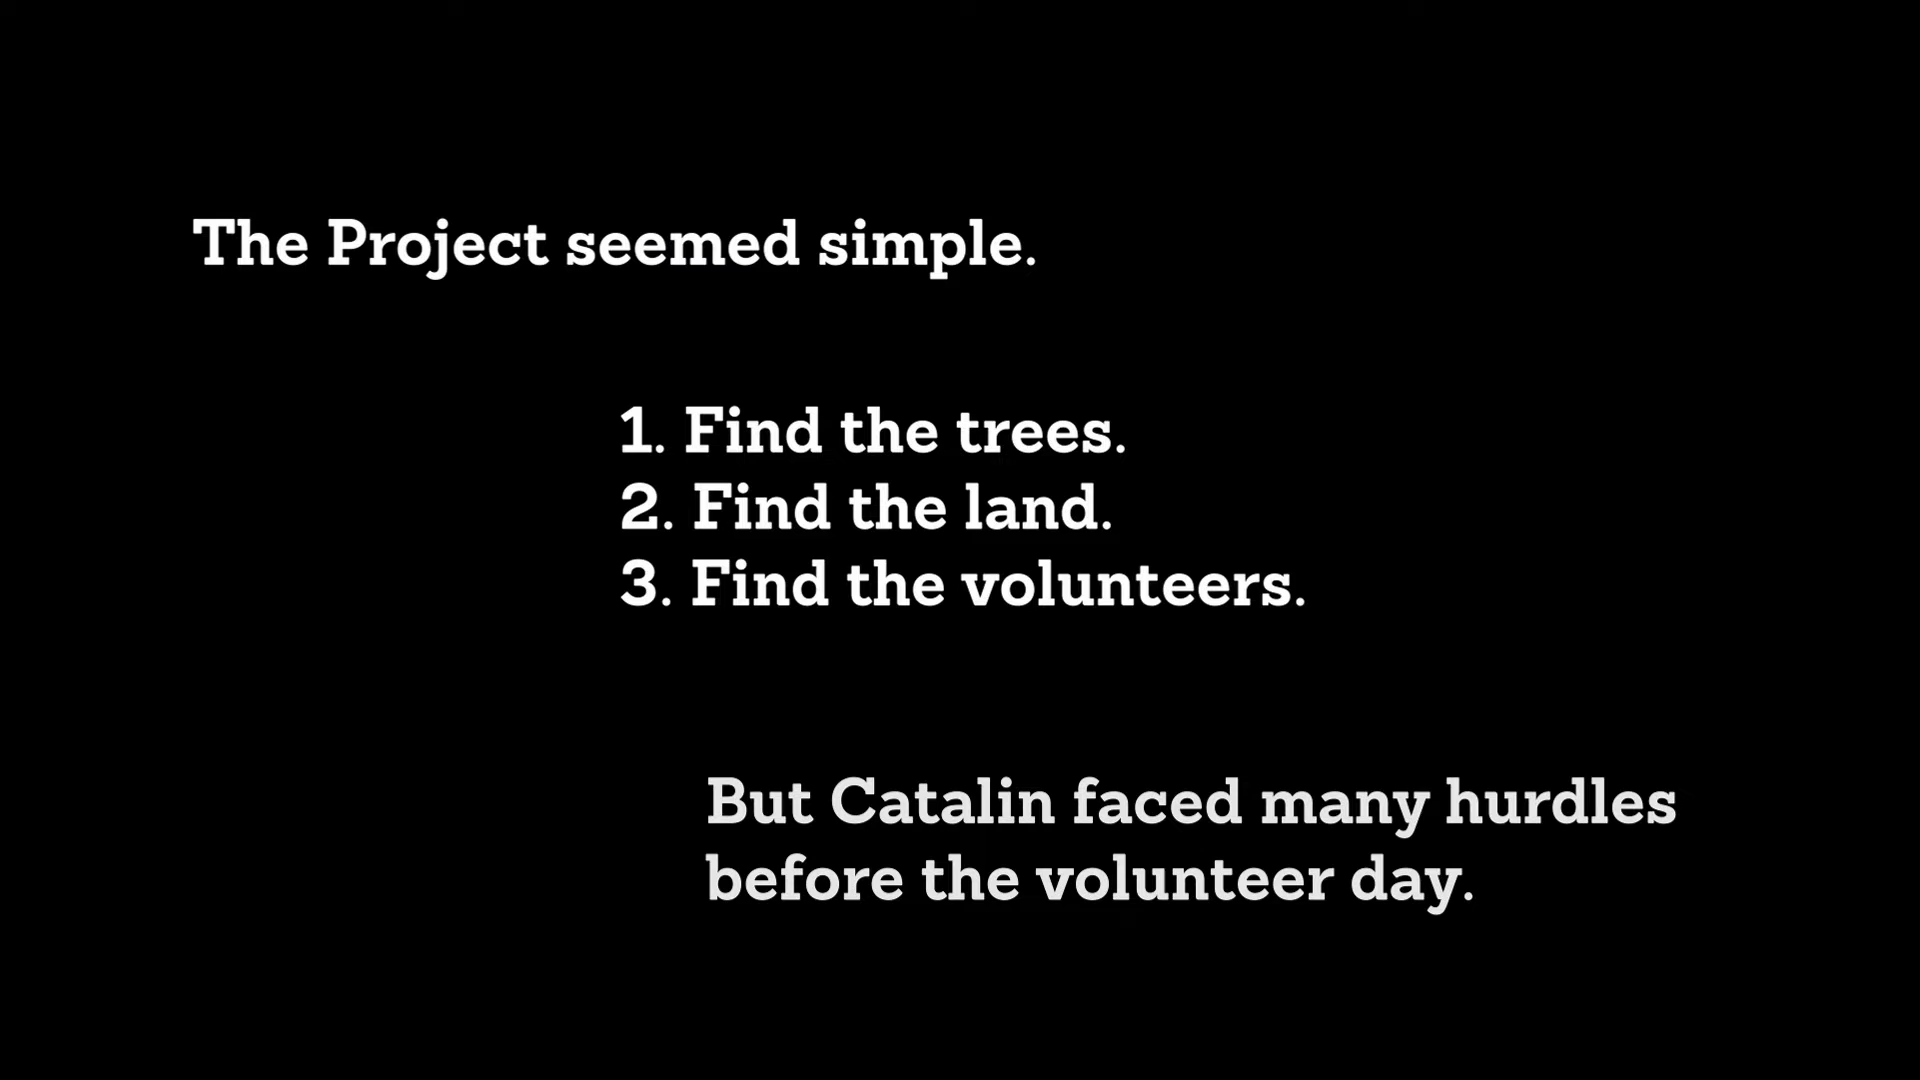 The Project seemed simple.
1. Find the trees.
2. Find the land.
3. Find the volunteers.
But Catalin faced many hurdles
before the volunteer day.